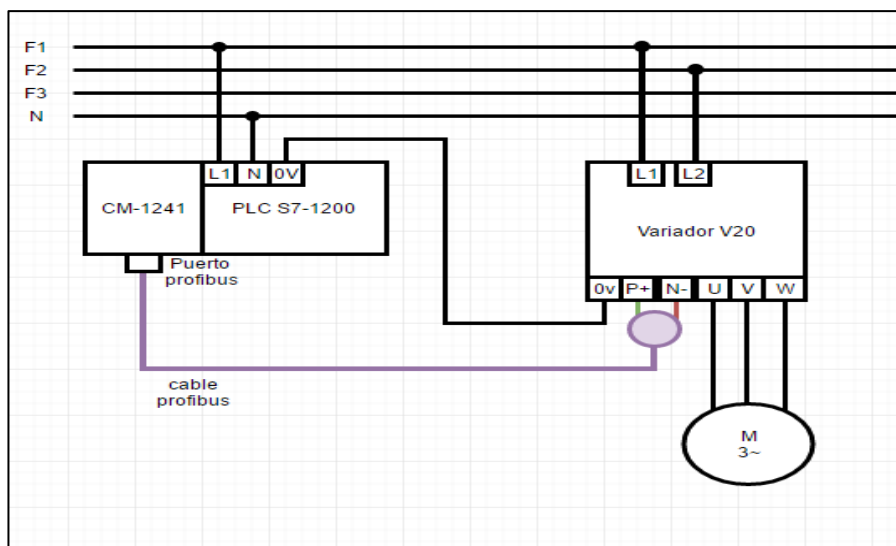 F1
F2
F3
N
L1 N 0V
L1 L2
CM-1241
PLC S7-1200
Variador V20
Puerto
profibus
0v P+ N- U V W
cable
profibus
M
3~